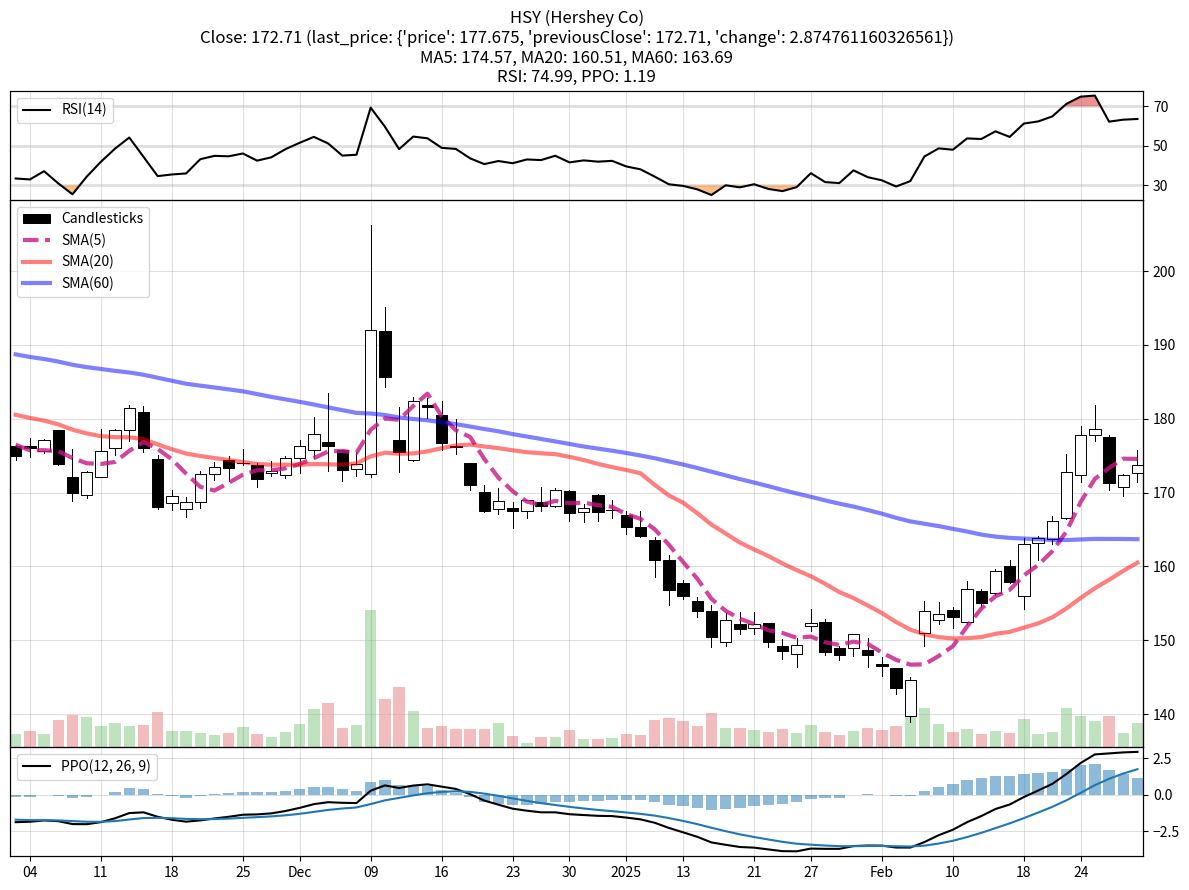 HSY (Hershey Co)
Close: 172.71 (last_price: {'price': 177.675, 'previousClose': 172.71, 'change': 2.874761160326561})
MA5: 174.57, MA20: 160.51, MA60: 163.69
RSI: 74.99, PPO: 1.19
RSI(14)
70
50
30
Candlesticks
SMA(5)
SMA(20)
SMA(60)
200
190
180
170
160
150
140
PPO(12, 26, 9)
2.5
0.0
−2.5
04 11 18 25 Dec 09 16 23 30 2025 13 21 27 Feb 10 18 24